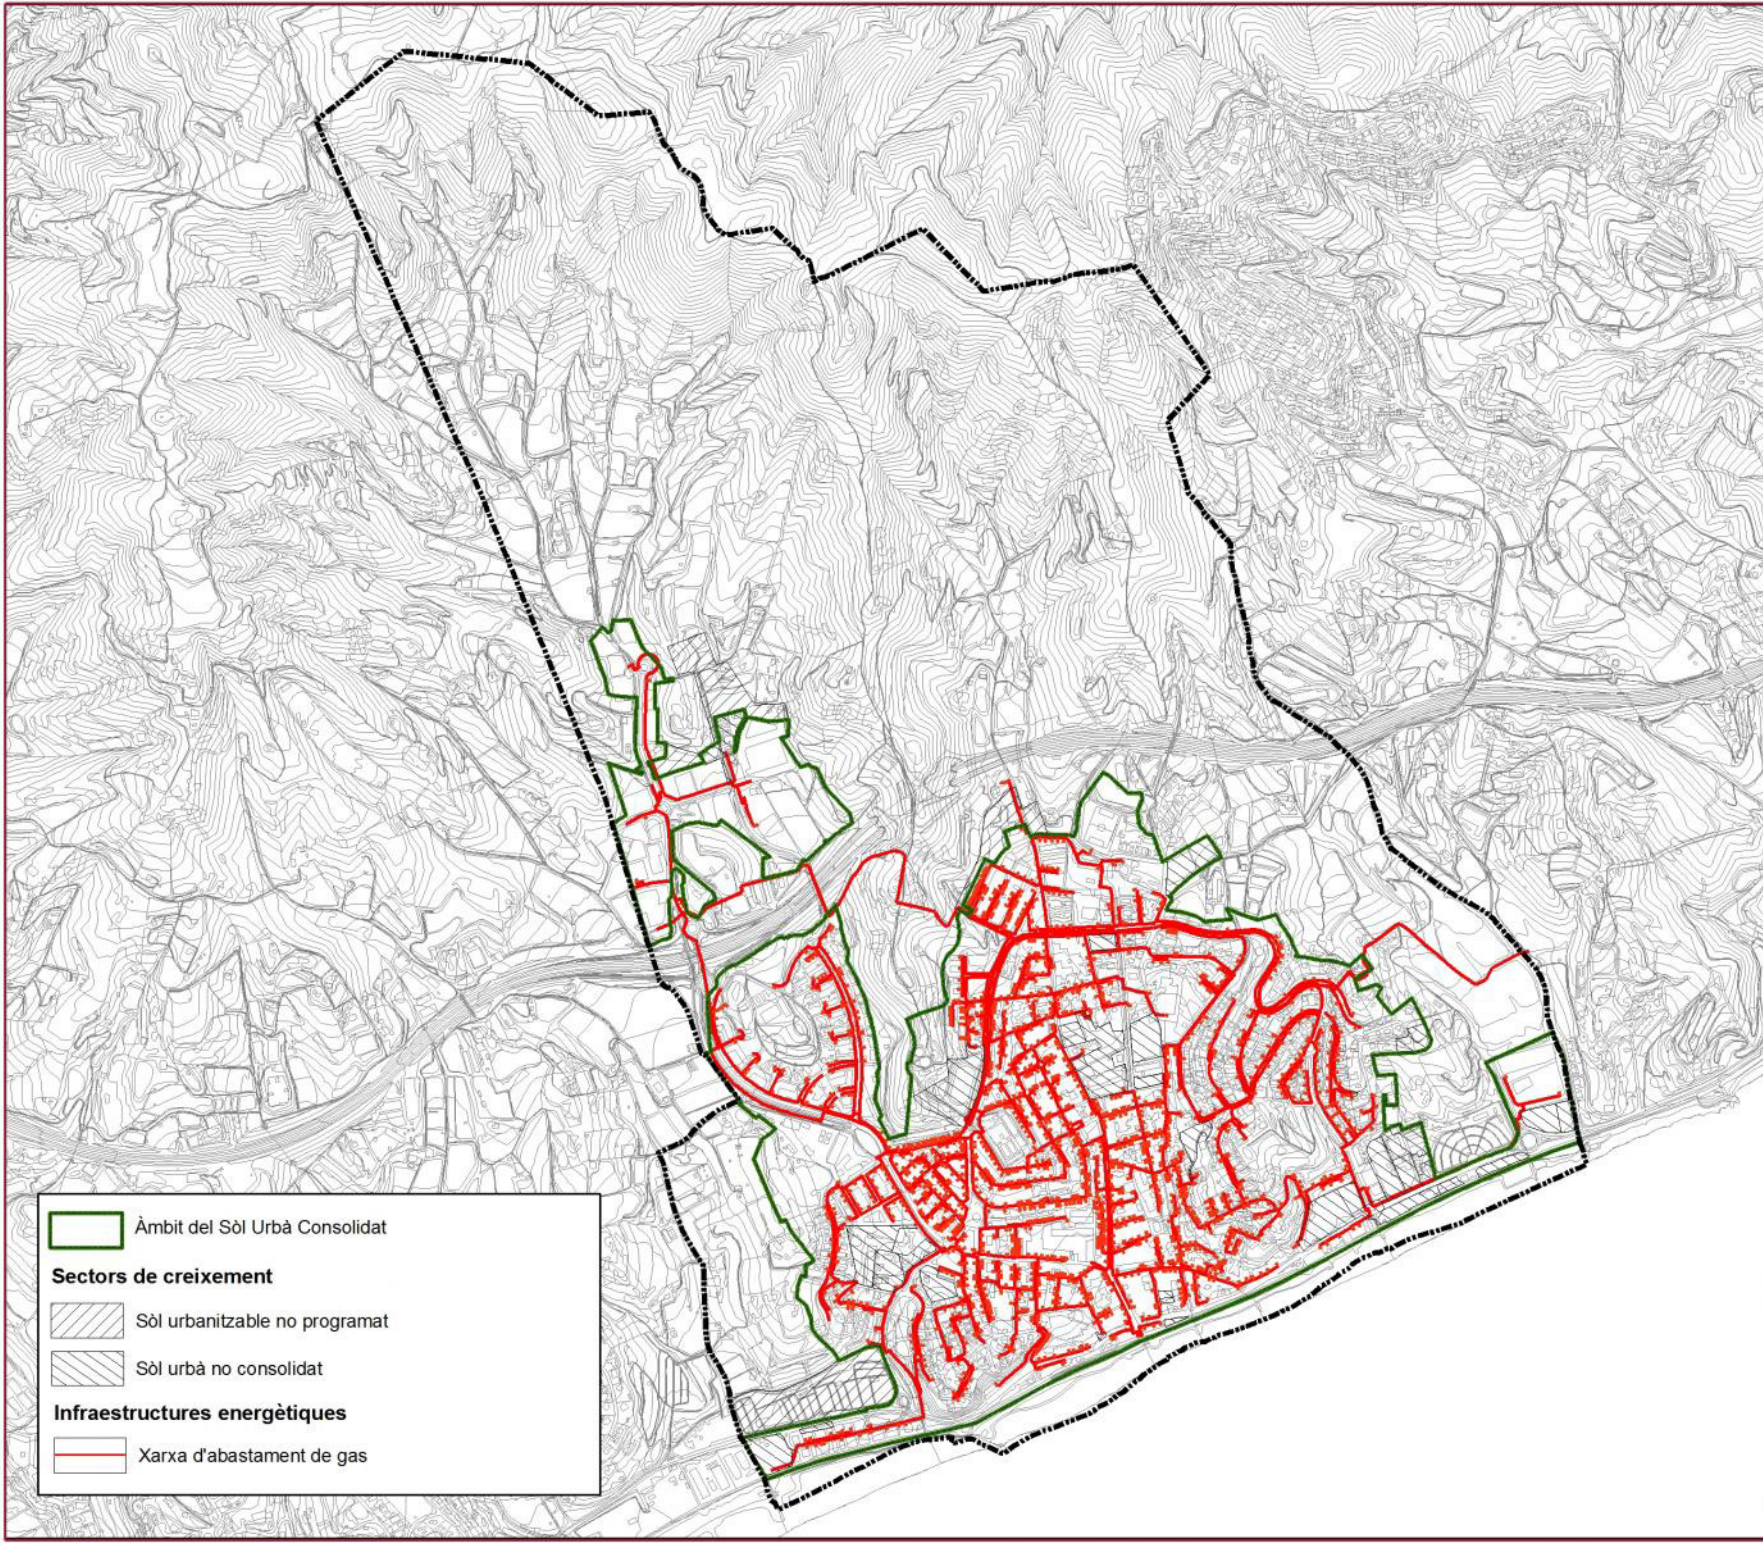 Àmbit del Sòl Urbà Consolidat
Sectors de creixement
Sòl urbanitzable no programat
Sòl urbà no consolidat
Infraestructures energètiques
Xarxa d'abastament de gas